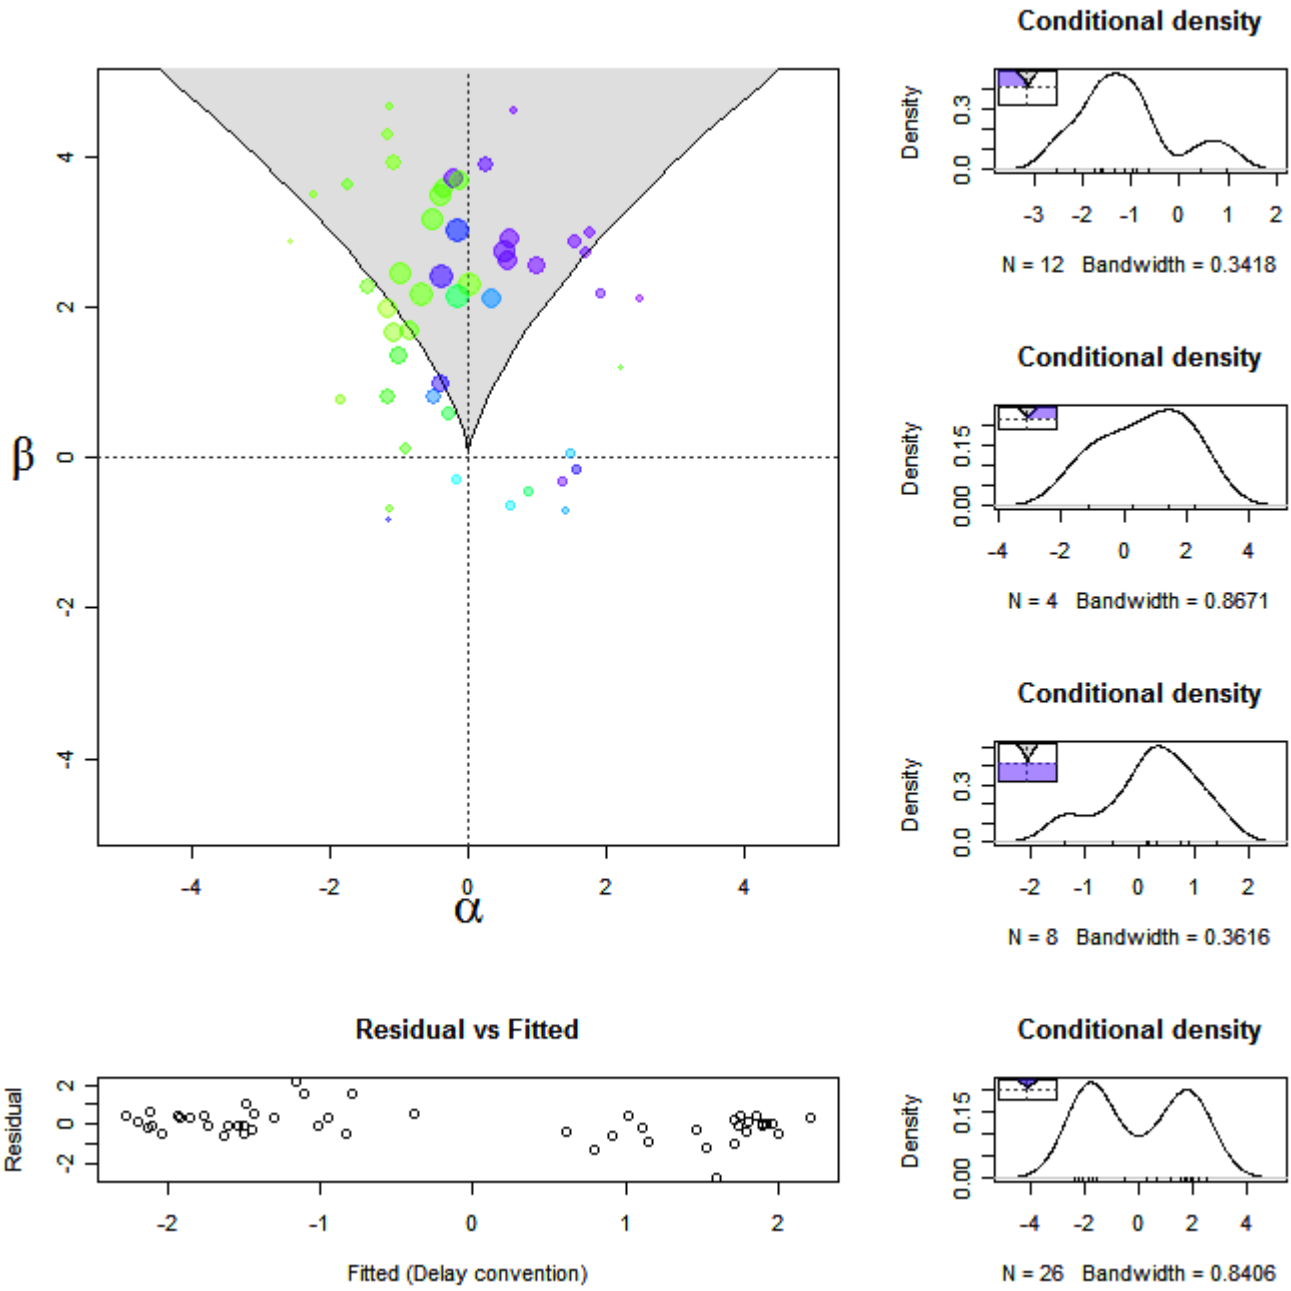 Conditional density
Density
0.0 0.3
-3 -2 -1 0 1 2
N = 12 Bandwidth = 0.3418
4
2
0
-2
-4
β
-4 -2 0 2 4
α
Conditional density
Density
0.00 0.15
-4 -2 0 2 4
N = 4 Bandwidth = 0.8671
Conditional density
Density
0.0 0.3
-2 -1 0 1 2
N = 8 Bandwidth = 0.3616
Residual vs Fitted
Residual
2
0
-2
-2 -1 0 1 2
Fitted (Delay convention)
Conditional density
Density
0.00 0.15
-4 -2 0 2 4
N = 26 Bandwidth = 0.8406